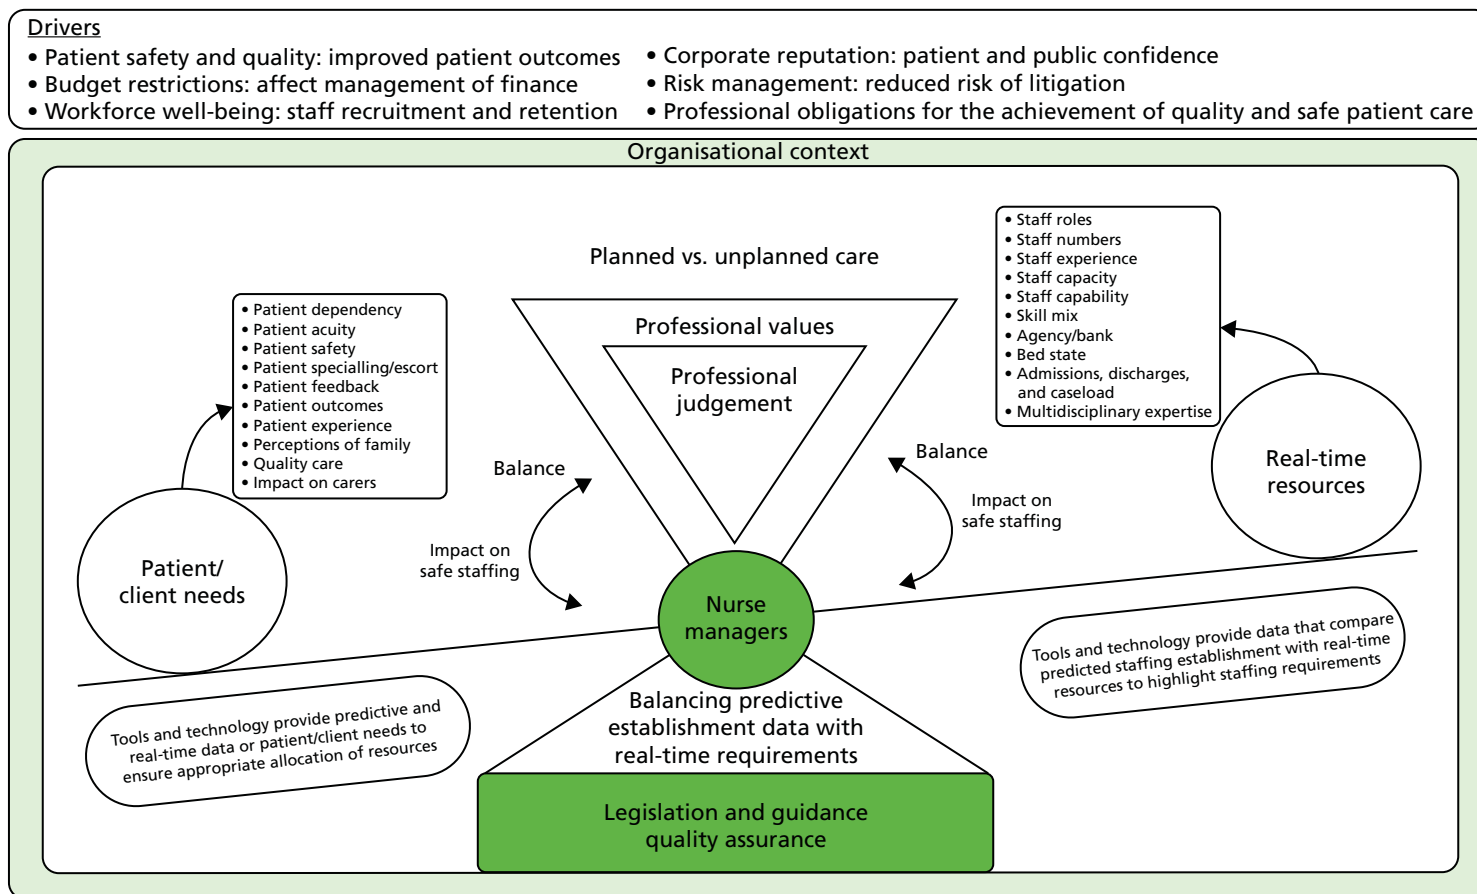 Drivers
• Patient safety and quality: improved patient outcomes
• Budget restrictions: affect management of finance
• Workforce well-being: staff recruitment and retention
• Corporate reputation: patient and public confidence
• Risk management: reduced risk of litigation
• Professional obligations for the achievement of quality and safe patient care
Organisational context
Planned vs. unplanned care
Professional values
Professional
judgement
• Patient dependency
• Patient acuity
• Patient safety
• Patient specialling/escort
• Patient feedback
• Patient outcomes
• Patient experience
• Perceptions of family
• Quality care
• Impact on carers
• Staff roles
• Staff numbers
• Staff experience
• Staff capacity
• Staff capability
• Skill mix
• Agency/bank
• Bed state
• Admissions, discharges,
and caseload
• Multidisciplinary expertise
Balance
Impact on
safe staffing
Balance
Impact on
safe staffing
Patient/
client needs
Real-time
resources
Nurse
managers
Tools and technology provide predictive and
real-time data or patient/client needs to
ensure appropriate allocation of resources
Tools and technology provide data that compare
predicted staffing establishment with real-time
resources to highlight staffing requirements
Balancing predictive
establishment data with
real-time requirements
Legislation and guidance
quality assurance